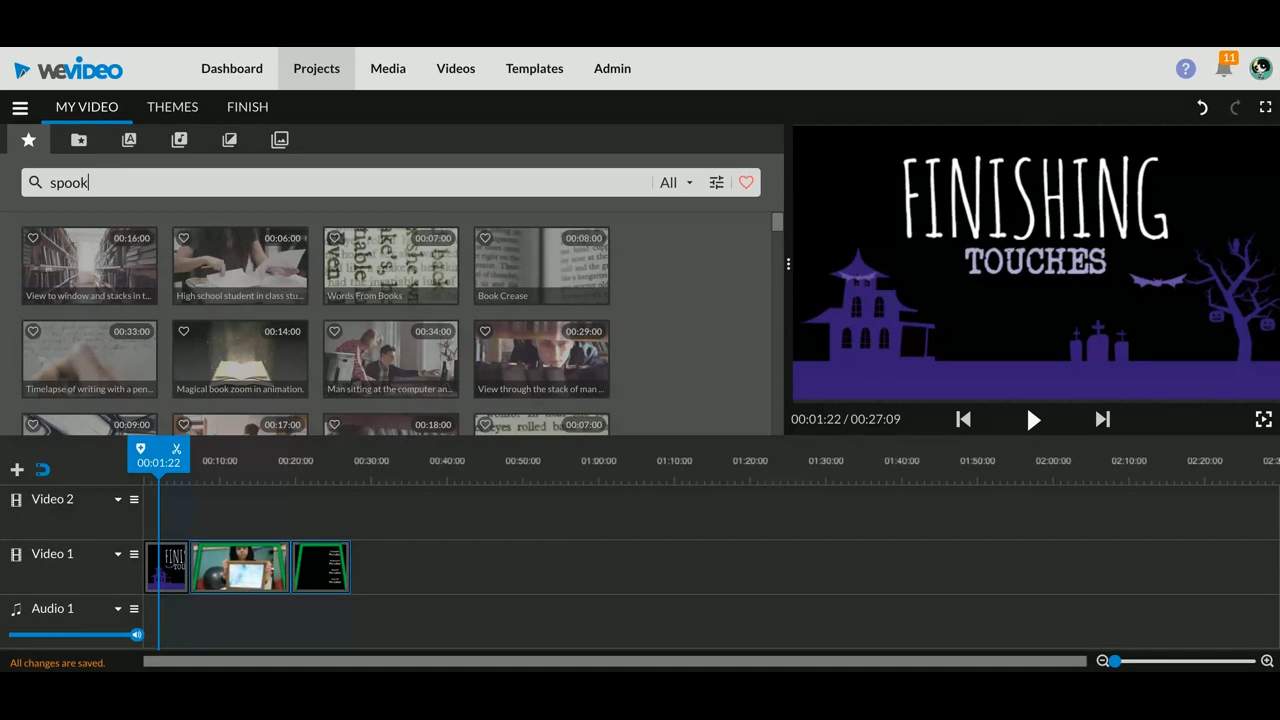 wevideo
Dashboard Projects Media Videos Templates Admin
? 11
MY VIDEO THEMES FINISH
spook All
00:16:00 00:06:00 00:07:00 00:08:00
View to window and stacks in t... High school student in class stu... Words From Books Book Crease
00:33:00 00:14:00 00:34:00 00:29:00
Timelapse of writing with a pen... Magical book zoom in animation. Man sitting at the computer an... View through the stack of man ...
00:09:00 00:17:00 00:18:00 00:07:00
FINISHING
TOUCHES
00:01:22 / 00:27:09
00:01:22 00:10:00 00:20:00 00:30:00 00:40:00 00:50:00 01:00:00 01:10:00 01:20:00 01:30:00 01:40:00 01:50:00 02:00:00 02:10:00 02:20:00 02:3
Video 2
Video 1
Audio 1
All changes are saved.